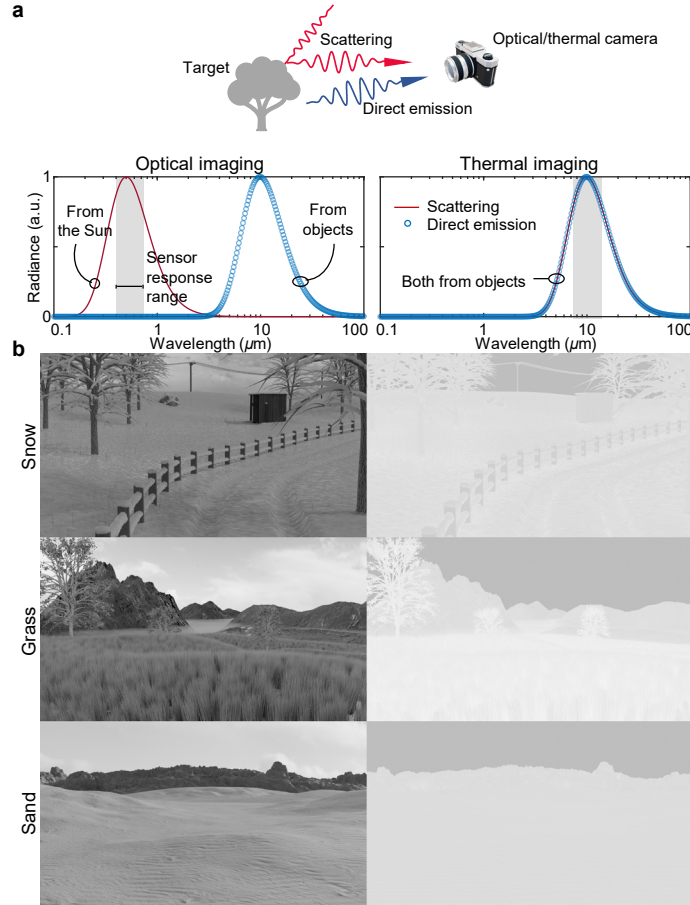 a
Scattering
Optical/thermal camera
Target
Direct emission
Optical imaging
Thermal imaging
Radiance (a.u.)
1
0
From
the Sun
From
objects
Sensor
response
range
0.1
1
10
100
Wavelength (µm)
1
0
Scattering
Direct emission
Both from objects
0.1
1
10
100
Wavelength (µm)
b
Snow
Grass
Sand